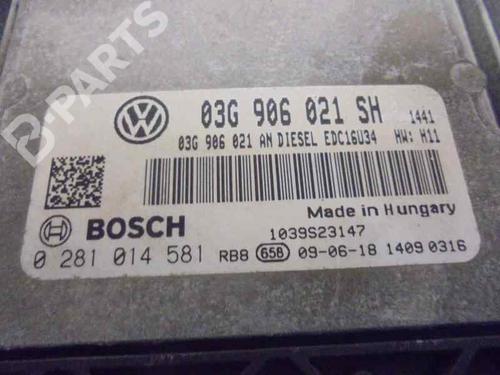 B-PARTS
03G 906 021 SH 1441
03G 906 021 AN DIESEL EDC16U34 HW: H11
Made in Hungary
BOSCH 1039S23147
0 281 014 581 RB8 658 09-06-18 1409 0316